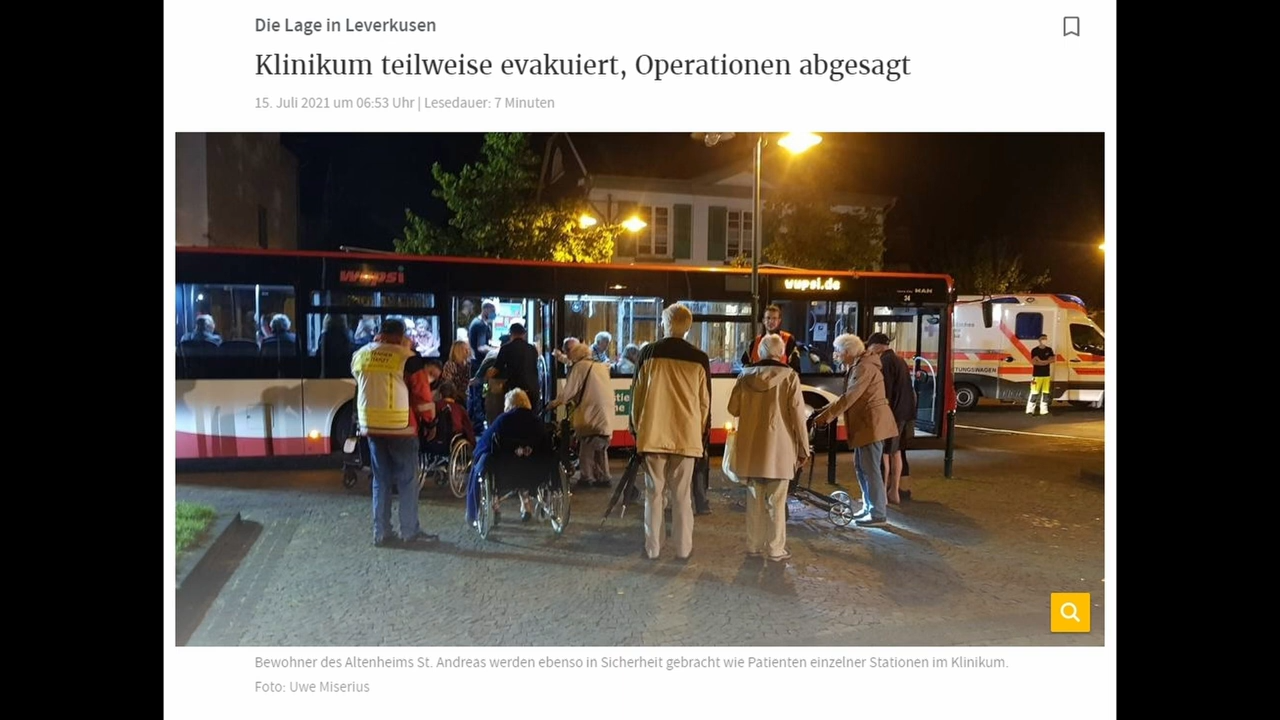 Die Lage in Leverkusen
Klinikum teilweise evakuiert, Operationen abgesagt
15. Juli 2021 um 06:53 Uhr | Lesedauer: 7 Minuten
wupsi
wupsi.de
MAN
Bewohner des Altenheims St. Andreas werden ebenso in Sicherheit gebracht wie Patienten einzelner Stationen im Klinikum.
Foto: Uwe Miserius